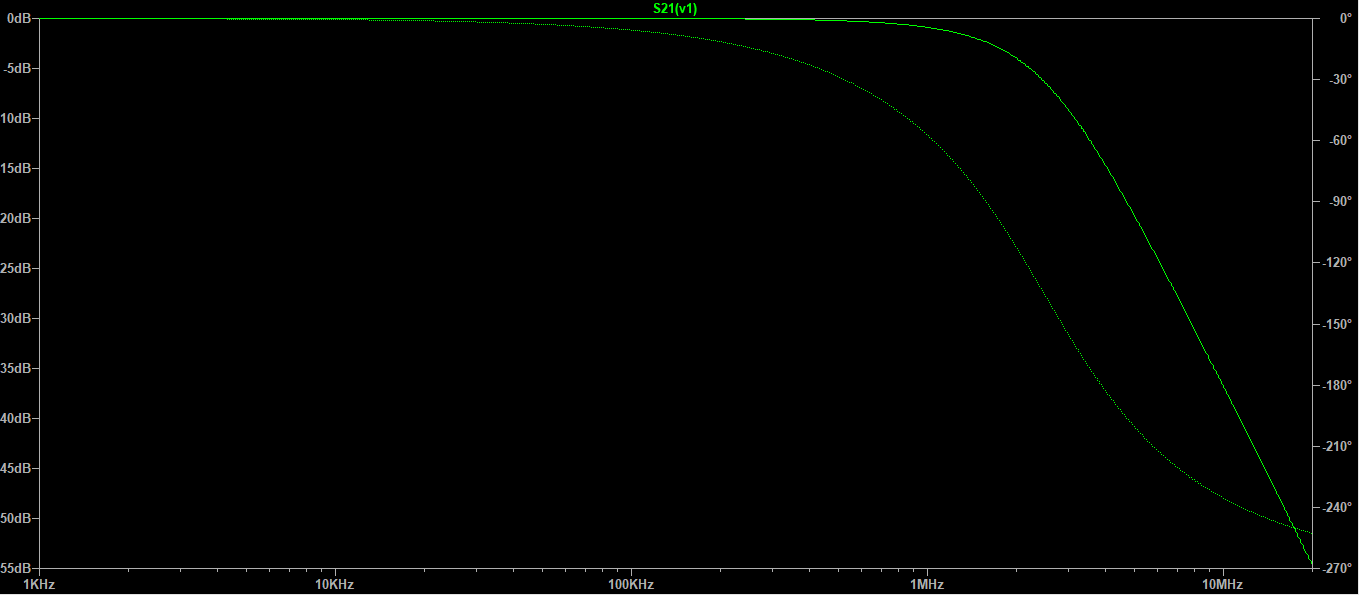 S21(v1)
0dB 0°
-5dB -30°
10dB -60°
15dB -90°
20dB -120°
25dB -150°
30dB -180°
35dB -210°
40dB -240°
45dB -270°
50dB
55dB
1KHz 10KHz 100KHz 1MHz 10MHz